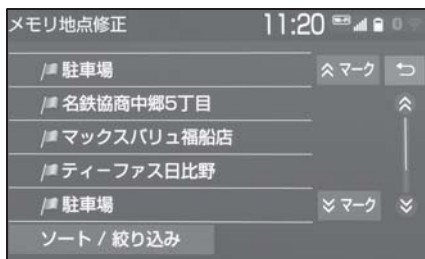 メモリ地点修正 11:20
駐車場 マーク
名鉄協商中郷5丁目
マックスバリュ福船店
ティーファス日比野
駐車場 マーク
ソート / 絞り込み